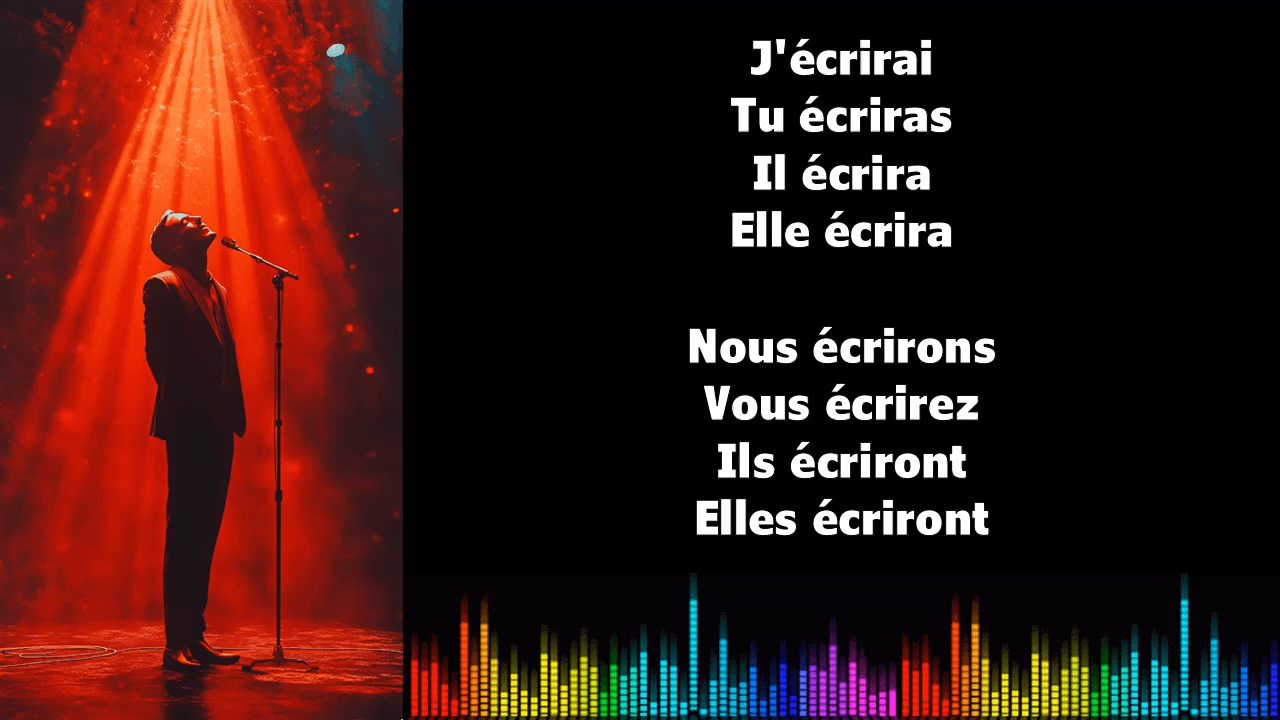 J'écrirai
Tu écriras
Il écrira
Elle écrira
Nous écrirons
Vous écrirez
Ils écriront
Elles écriront